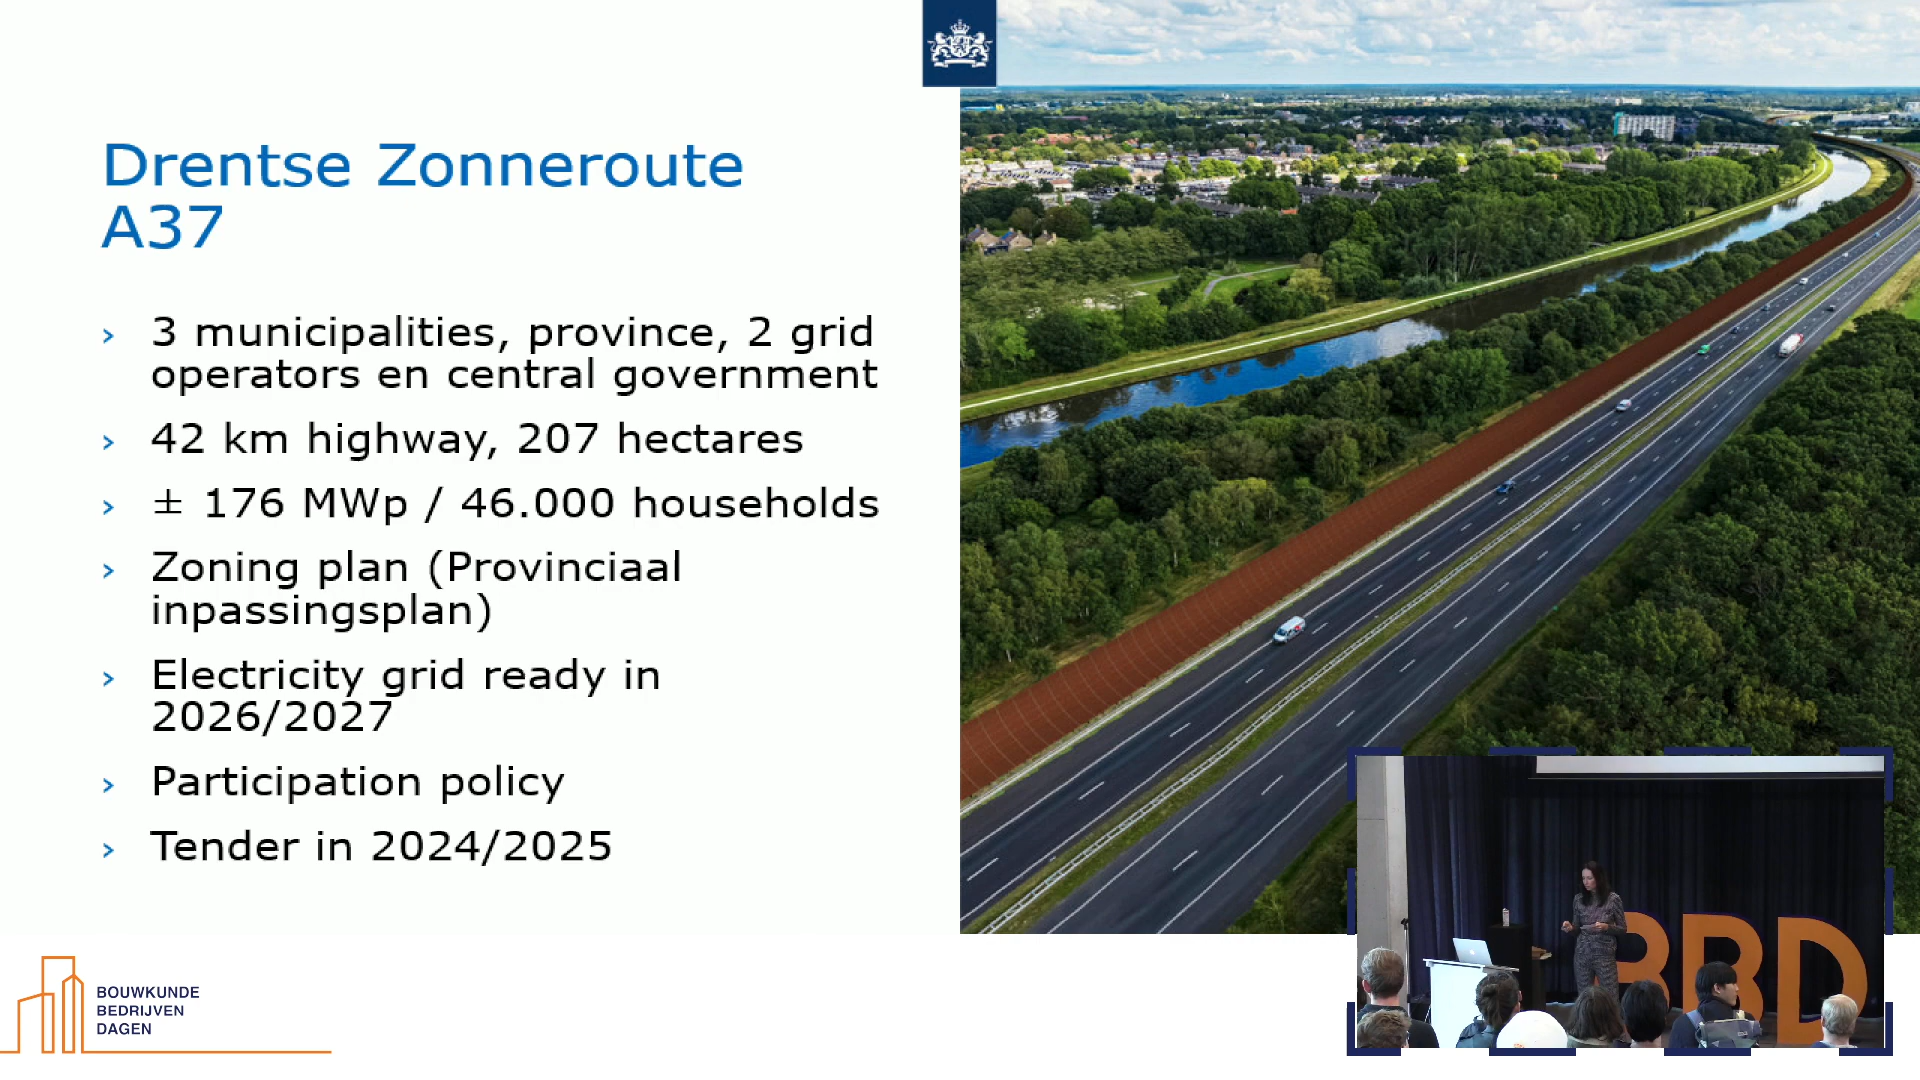 Drentse Zonneroute
A37
› 3 municipalities, province, 2 grid
operators en central government
› 42 km highway, 207 hectares
› ± 176 MWp / 46.000 households
› Zoning plan (Provinciaal
inpassingsplan)
› Electricity grid ready in
2026/2027
› Participation policy
› Tender in 2024/2025
BOUWKUNDE
BEDRIJVEN
DAGEN
BBD